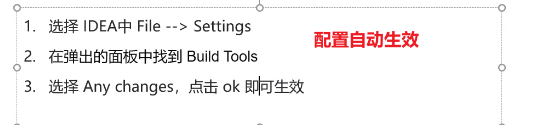 1. 选择 IDEA中 File --> Settings
配置自动生效
2. 在弹出的面板中找到 Build Tools
3. 选择 Any changes，点击 ok 即可生效